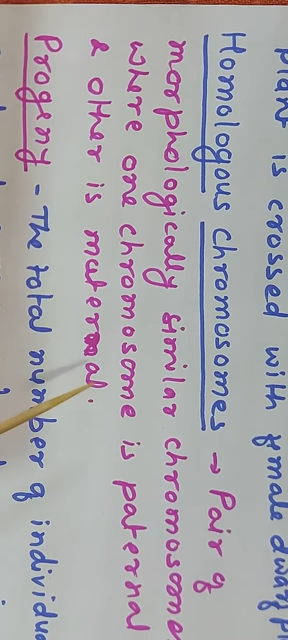 plant is crossed with female dwarf
Homologous chromosomes → Pair of
morphologically similar chromosome
where one chromosome is paternal
& other is maternal.
Progeny - The total number of